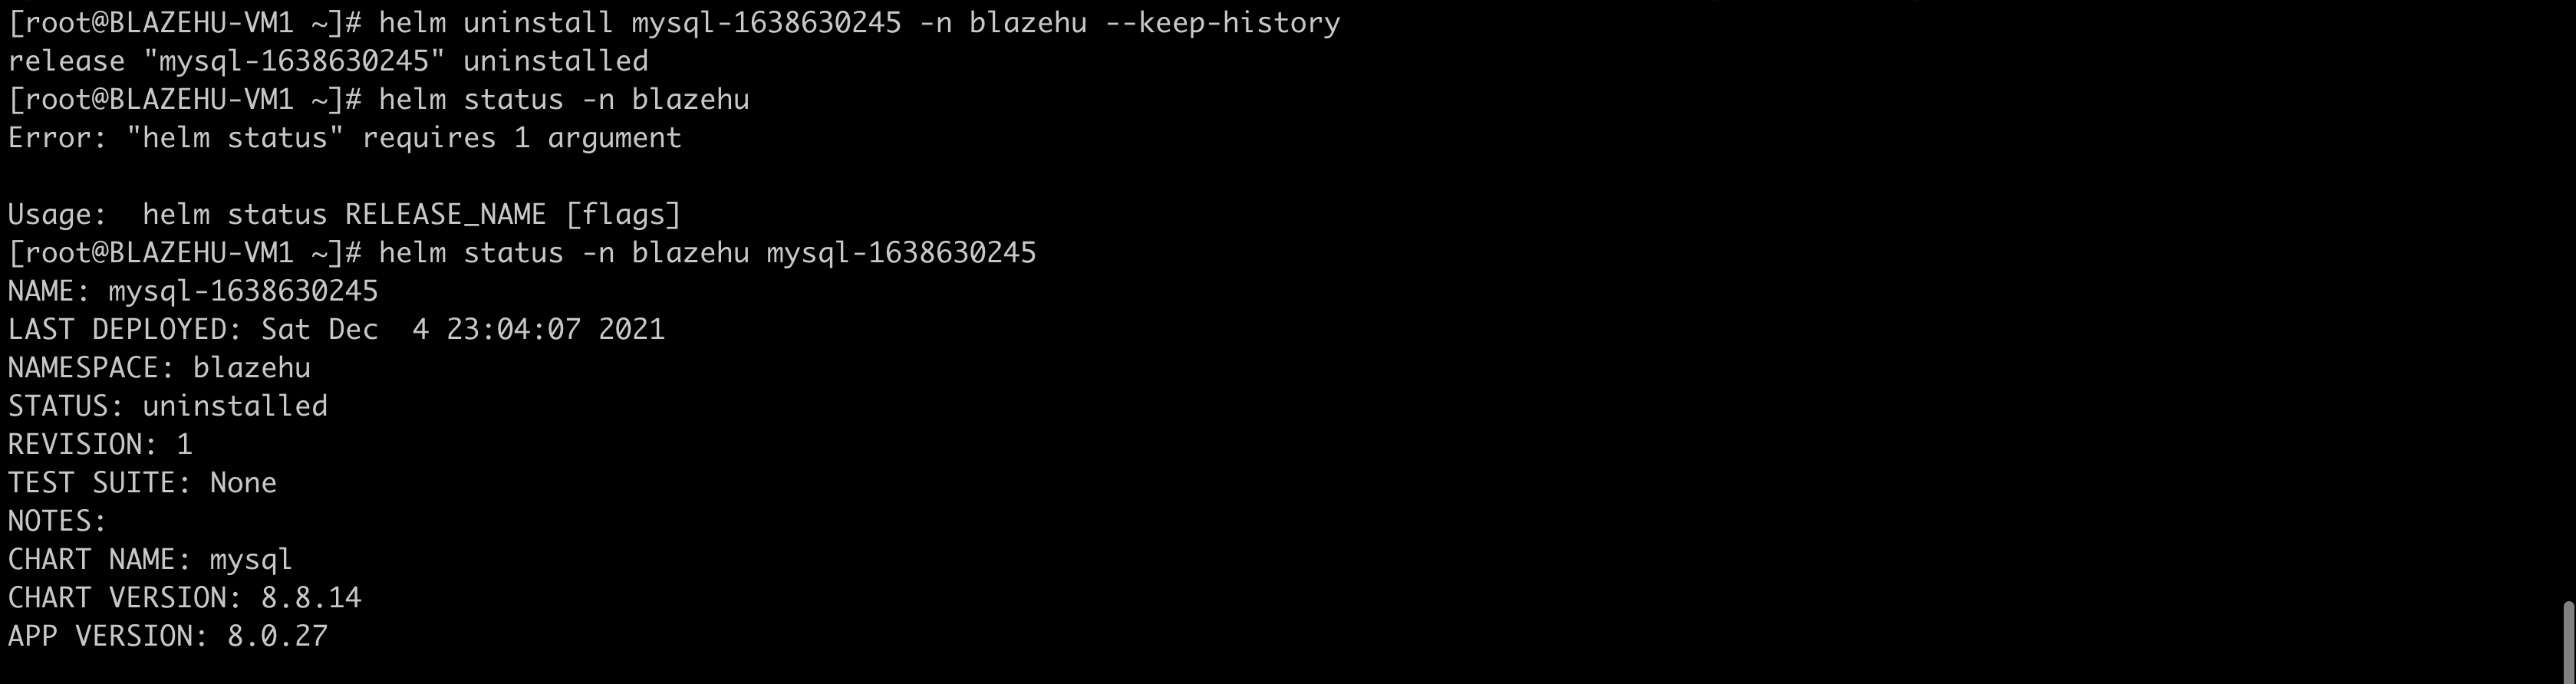 [root@BLAZEHU-VM1 ~]# helm uninstall mysql-1638630245 -n blazehu --keep-history
release "mysql-1638630245" uninstalled
[root@BLAZEHU-VM1 ~]# helm status -n blazehu
Error: "helm status" requires 1 argument

Usage:  helm status RELEASE_NAME [flags]
[root@BLAZEHU-VM1 ~]# helm status -n blazehu mysql-1638630245
NAME: mysql-1638630245
LAST DEPLOYED: Sat Dec  4 23:04:07 2021
NAMESPACE: blazehu
STATUS: uninstalled
REVISION: 1
TEST SUITE: None
NOTES:
CHART NAME: mysql
CHART VERSION: 8.8.14
APP VERSION: 8.0.27